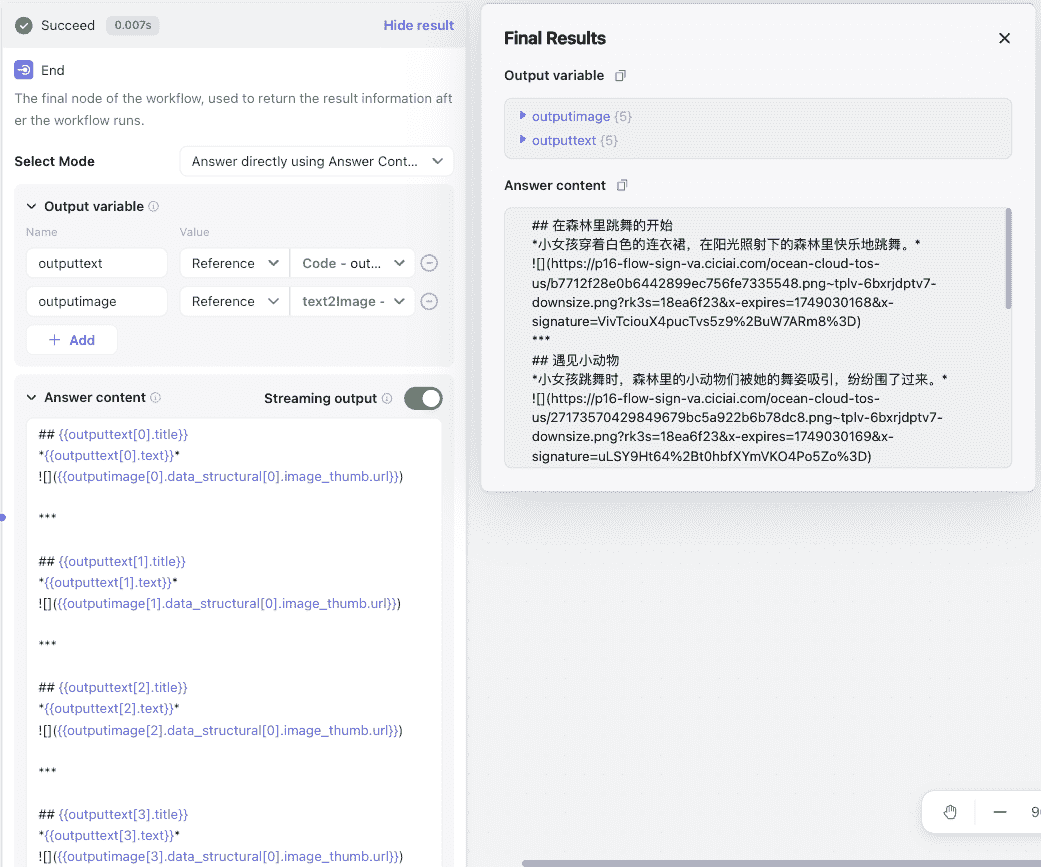 Succeed 0.007s Hide result
End
The final node of the workflow, used to return the result information aft
er the workflow runs.
Select Mode Answer directly using Answer Cont...
Output variable
Name Value
outputtext Reference Code - out...
outputimage Reference text2Image -
+ Add
Answer content Streaming output
## {{outputtext[0].title}}
*{{outputtext[0].text}}*
![]({{outputimage[0].data_structural[0].image_thumb.url}})
***
## {{outputtext[1].title}}
*{{outputtext[1].text}}*
![]({{outputimage[1].data_structural[0].image_thumb.url}})
***
## {{outputtext[2].title}}
*{{outputtext[2].text}}*
![]({{outputimage[2].data_structural[0].image_thumb.url}})
***
## {{outputtext[3].title}}
*{{outputtext[3].text}}*
![]({{outputimage[3].data_structural[0].image_thumb.url}})
Final Results
Output variable
outputimage {5}
outputtext {5}
Answer content
## 在森林里跳舞的开始
*小女孩穿着白色的连衣裙，在阳光照射下的森林里快乐地跳舞。*
![](https://p16-flow-sign-va.ciciai.com/ocean-cloud-tos-
us/b7712f28e0b6442899ec756fe7335548.png~tplv-6bxrjdptv7-
downsize.png?rk3s=18ea6f23&x-expires=1749030168&x-
signature=VivTciouX4pucTvs5z9%2BuW7ARm8%3D)
***
## 遇见小动物
*小女孩跳舞时，森林里的小动物们被她的舞姿吸引，纷纷围了过来。*
![](https://p16-flow-sign-va.ciciai.com/ocean-cloud-tos-
us/27173570429849679bc5a922b6b78dc8.png~tplv-6bxrjdptv7-
downsize.png?rk3s=18ea6f23&x-expires=1749030169&x-
signature=uLSY9Ht64%2Bt0hbfXYmVKO4Po5Zo%3D)